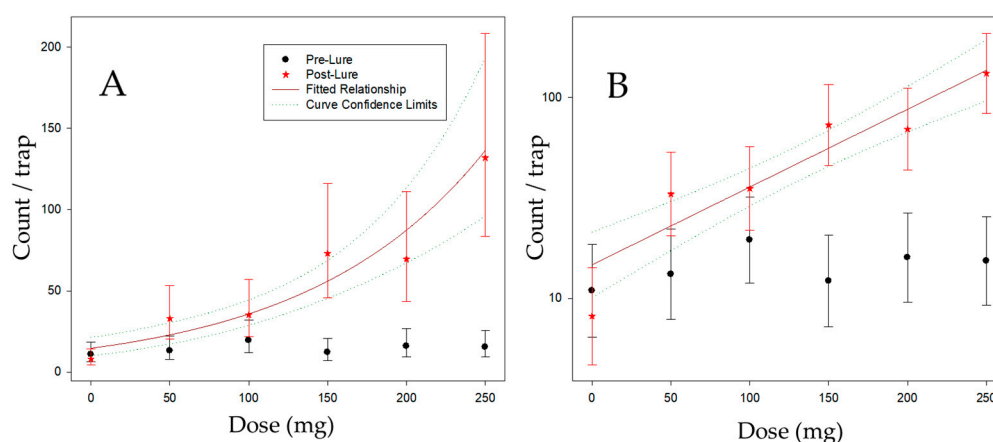 A
Pre-Lure
Post-Lure
Fitted Relationship
Curve Confidence Limits
Count / trap
200
150
100
50
0
0 50 100 150 200 250
Dose (mg)
B
Count / trap
100
10
0 50 100 150 200 250
Dose (mg)